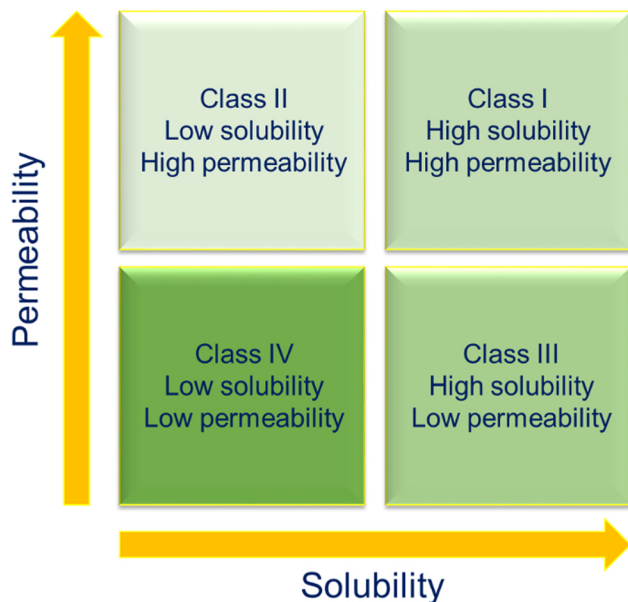 Permeability
Class II
Low solubility
High permeability
Class I
High solubility
High permeability
Class IV
Low solubility
Low permeability
Class III
High solubility
Low permeability
Solubility